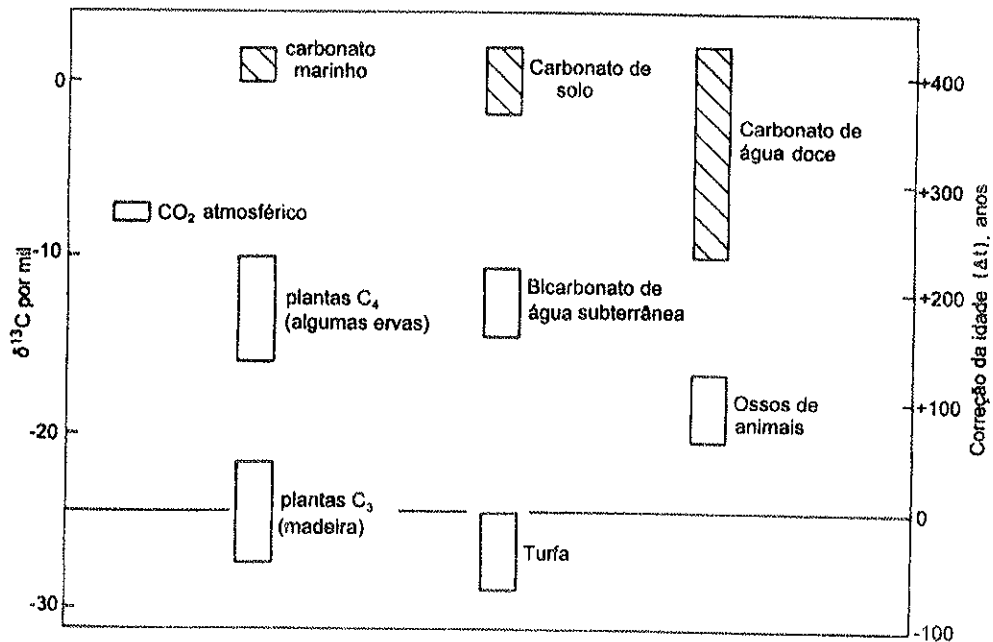 carbonato
marinho
Carbonato de
solo
Carbonato de
água doce
CO₂ atmosférico
plantas C₄
(algumas ervas)
BIcarbonato de
água subterrânea
Ossos de
animais
plantas C₃
(madeira)
Turfa
δ¹³C por mil
0
-10
-20
-30
Correção da idade (Δt), anos
+400
+300
+200
+100
0
-100